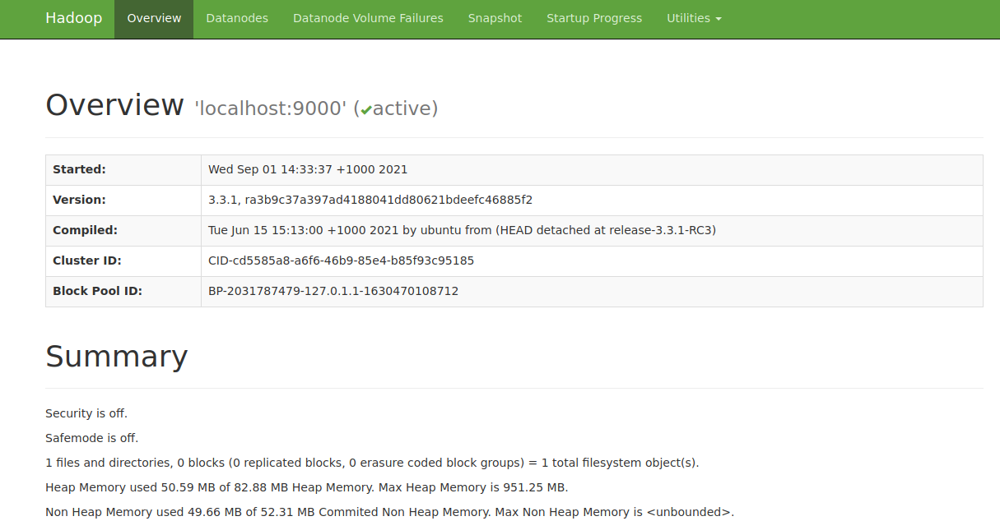 Hadoop Overview Datanodes Datanode Volume Failures Snapshot Startup Progress Utilities
Overview 'localhost:9000' (✔active)
Started: Wed Sep 01 14:33:37 +1000 2021
Version: 3.3.1, ra3b9c37a397ad4188041dd80621bdeefc46885f2
Compiled: Tue Jun 15 15:13:00 +1000 2021 by ubuntu from (HEAD detached at release-3.3.1-RC3)
Cluster ID: CID-cd5585a8-a6f6-46b9-85e4-b85f93c95185
Block Pool ID: BP-2031787479-127.0.1.1-1630470108712
Summary
Security is off.
Safemode is off.
1 files and directories, 0 blocks (0 replicated blocks, 0 erasure coded block groups) = 1 total filesystem object(s).
Heap Memory used 50.59 MB of 82.88 MB Heap Memory. Max Heap Memory is 951.25 MB.
Non Heap Memory used 49.66 MB of 52.31 MB Commited Non Heap Memory. Max Non Heap Memory is <unbounded>.